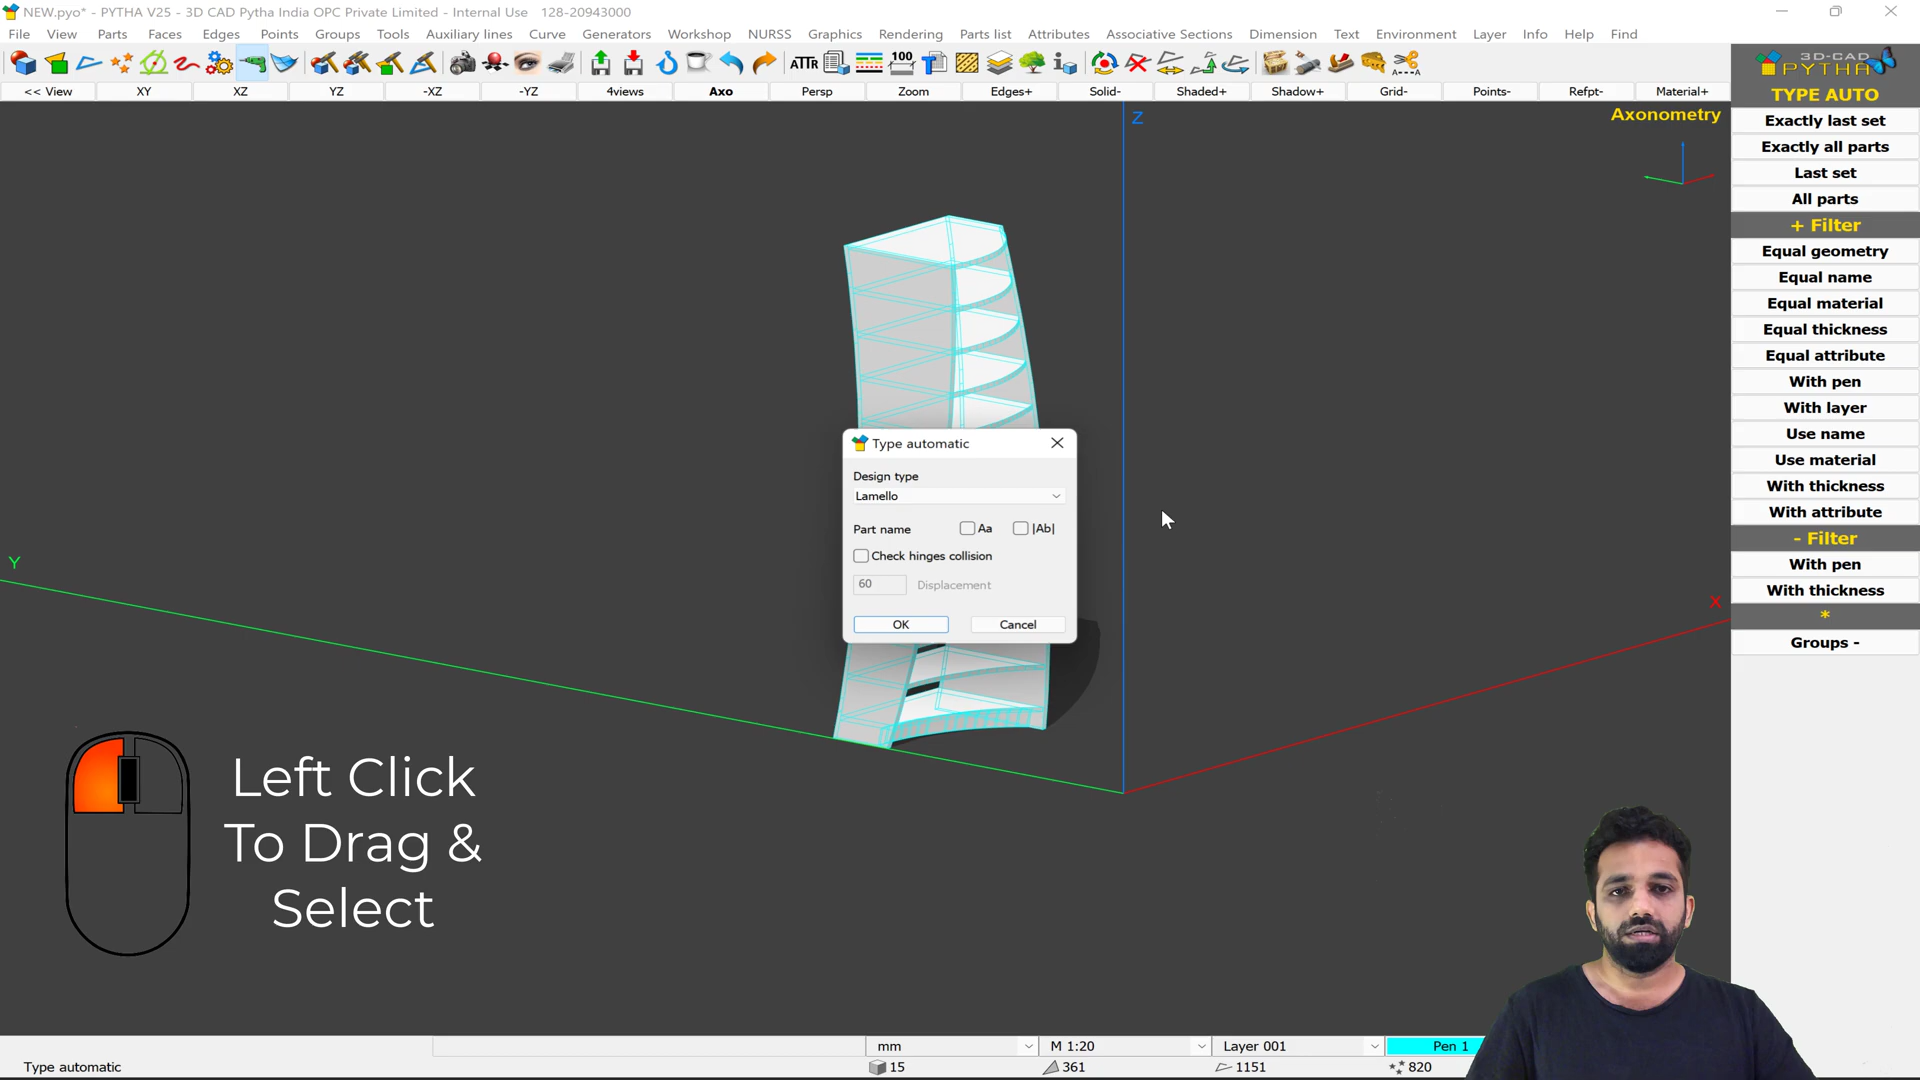 NEW.pyo* - PYTHA V25 - 3D CAD Pytha India OPC Private Limited - Internal Use 128-20943000
File View Parts Faces Edges Points Groups Tools Auxiliary lines Curve Generators Workshop NURSS Graphics Rendering Parts list Attributes Associative Sections Dimension Text Environment Layer Info Help Find
ATTR 100
3D-CAD
PYTHA
<< View XY XZ YZ -XZ -YZ 4views Axo Persp Zoom Edges+ Solid- Shaded+ Shadow+ Grid- Points- Refpt- Material+
TYPE AUTO
Axonometry
Z
Exactly last set
Exactly all parts
Last set
All parts
+ Filter
Equal geometry
Equal name
Equal material
Equal thickness
Equal attribute
With pen
With layer
Use name
Use material
With thickness
With attribute
- Filter
With pen
With thickness
*
Groups -
Type automatic
Design type
Lamello
Part name Aa |Ab|
Check hinges collision
60 Displacement
OK Cancel
Y
X
Left Click
To Drag &
Select
mm M 1:20 Layer 001 Pen 1
Type automatic 15 361 1151 820